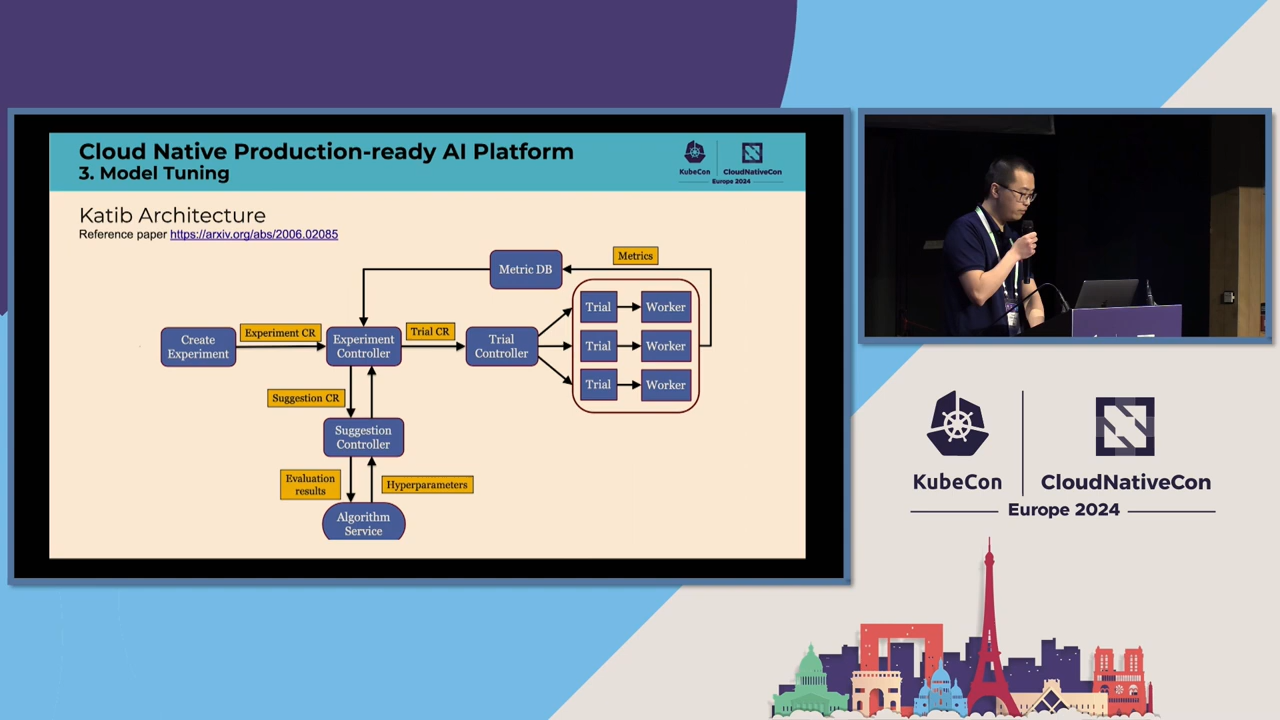 Cloud Native Production-ready AI Platform
3. Model Tuning
KubeCon
CloudNativeCon
Europe 2024
Katib Architecture
Reference paper https://arxiv.org/abs/2006.02085
Metric DB
Metrics
Create
Experiment
Experiment CR
Experiment
Controller
Trial CR
Trial
Controller
Trial
Worker
Trial
Worker
Trial
Worker
Suggestion CR
Suggestion
Controller
Evaluation
results
Hyperparameters
Algorithm
Service
KubeCon
CloudNativeCon
Europe 2024